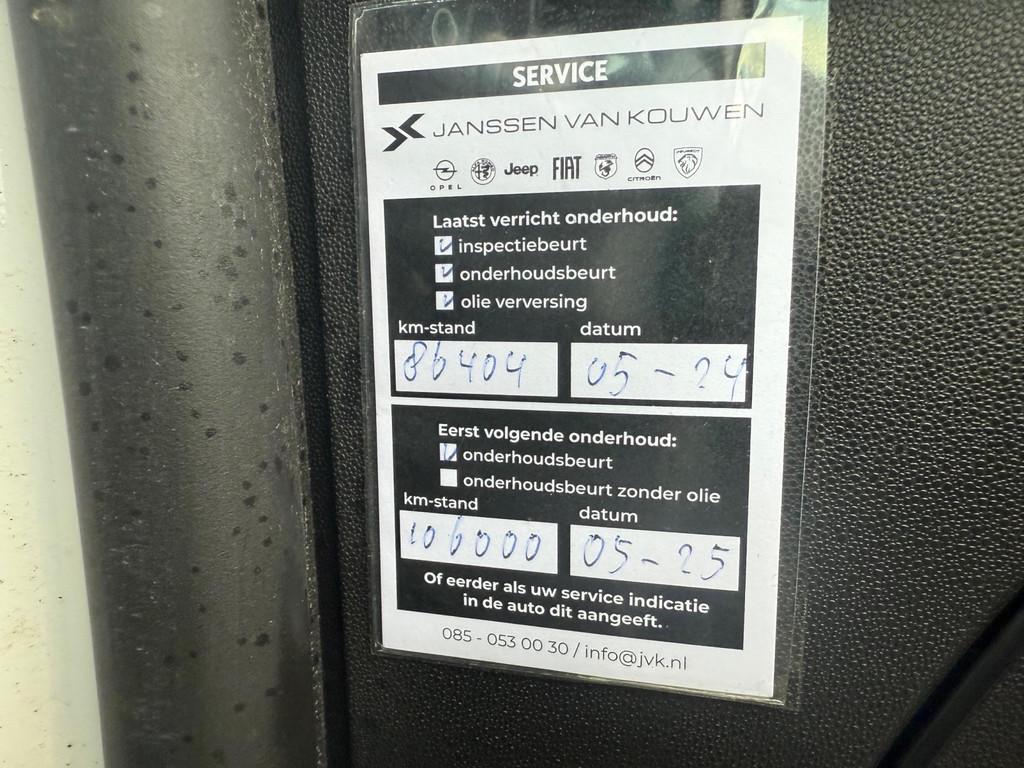 SERVICE
JANSSEN VAN KOUWEN
OPEL Jeep FIAT CITROËN PEUGEOT
Laatst verricht onderhoud:
inspectiebeurt
onderhoudsbeurt
olie verversing
km-stand datum
86404 05-24
Eerst volgende onderhoud:
onderhoudsbeurt
onderhoudsbeurt zonder olie
km-stand datum
106000 05-25
Of eerder als uw service indicatie
in de auto dit aangeeft.
085 - 053 00 30 / info@jvk.nl